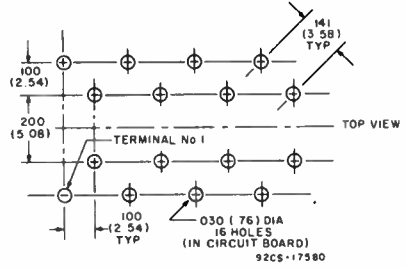 .141
(3.58)
TYP
.100
(2.54)
.200
(5.08)
TOP VIEW
TERMINAL No 1
.100
(2.54)
TYP
.030 (.76) DIA
16 HOLES
(IN CIRCUIT BOARD)
92CS-17580